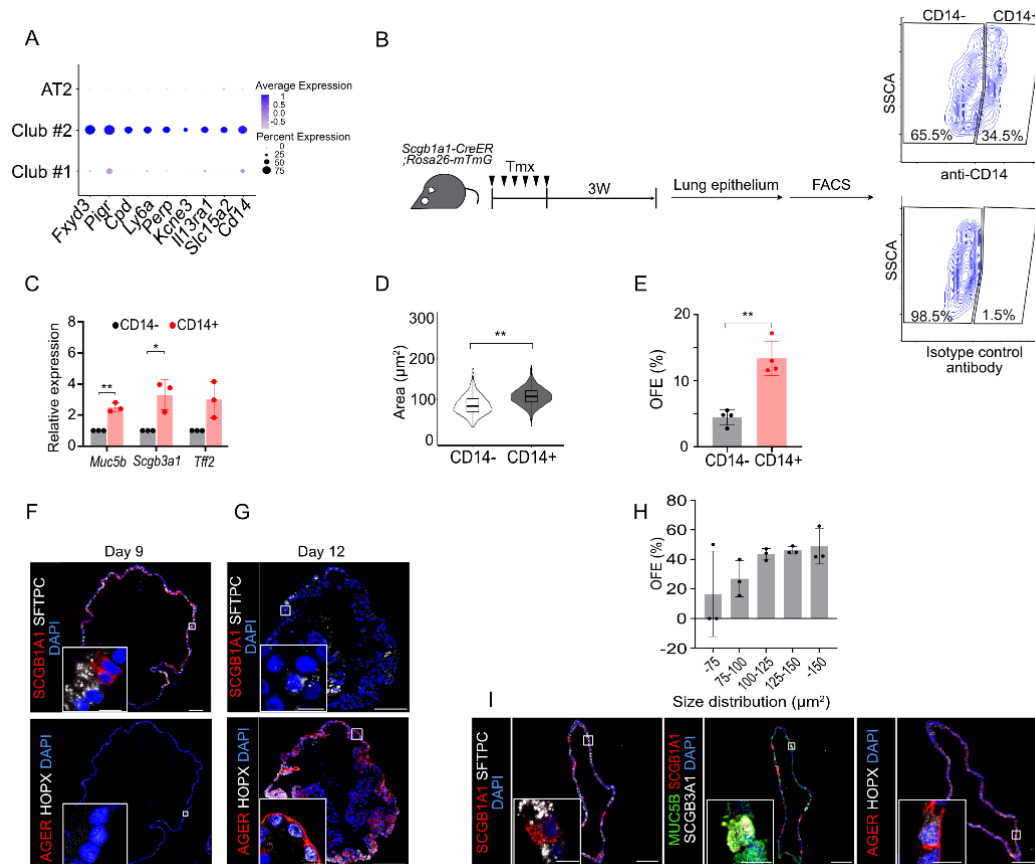 A
AT2
Club #2
Club #1
Fxyd3
Pigr
Cpd
Ly6a
Perp
Kcne3
Il13ra1
Slc15a2
Cd14
Average Expression
1
0.5
0
-0.5
Percent Expression
0
25
50
75
B
Scgb1a1-CreER
;Rosa26-mTmG
Tmx
3W
Lung epithelium
FACS
CD14- CD14+
SSCA
65.5% 34.5%
anti-CD14
SSCA
98.5% 1.5%
Isotype control
antibody
C
CD14- CD14+
Relative expression
8
6
4
2
0
**
*
Muc5b Scgb3a1 Tff2
D
Area (µm²)
300
200
100
0
**
CD14- CD14+
E
OFE (%)
20
15
10
5
0
**
CD14- CD14+
F
Day 9
SCGB1A1 SFTPC
DAPI
AGER HOPX DAPI
G
Day 12
SCGB1A1 SFTPC
DAPI
AGER HOPX DAPI
H
OFE (%)
80
60
40
20
0
-20
-75
75-100
100-125
125-150
-150
Size distribution (µm²)
I
SCGB1A1 SFTPC
DAPI
MUC5B SCGB1A1
SCGB3A1 DAPI
AGER HOPX DAPI